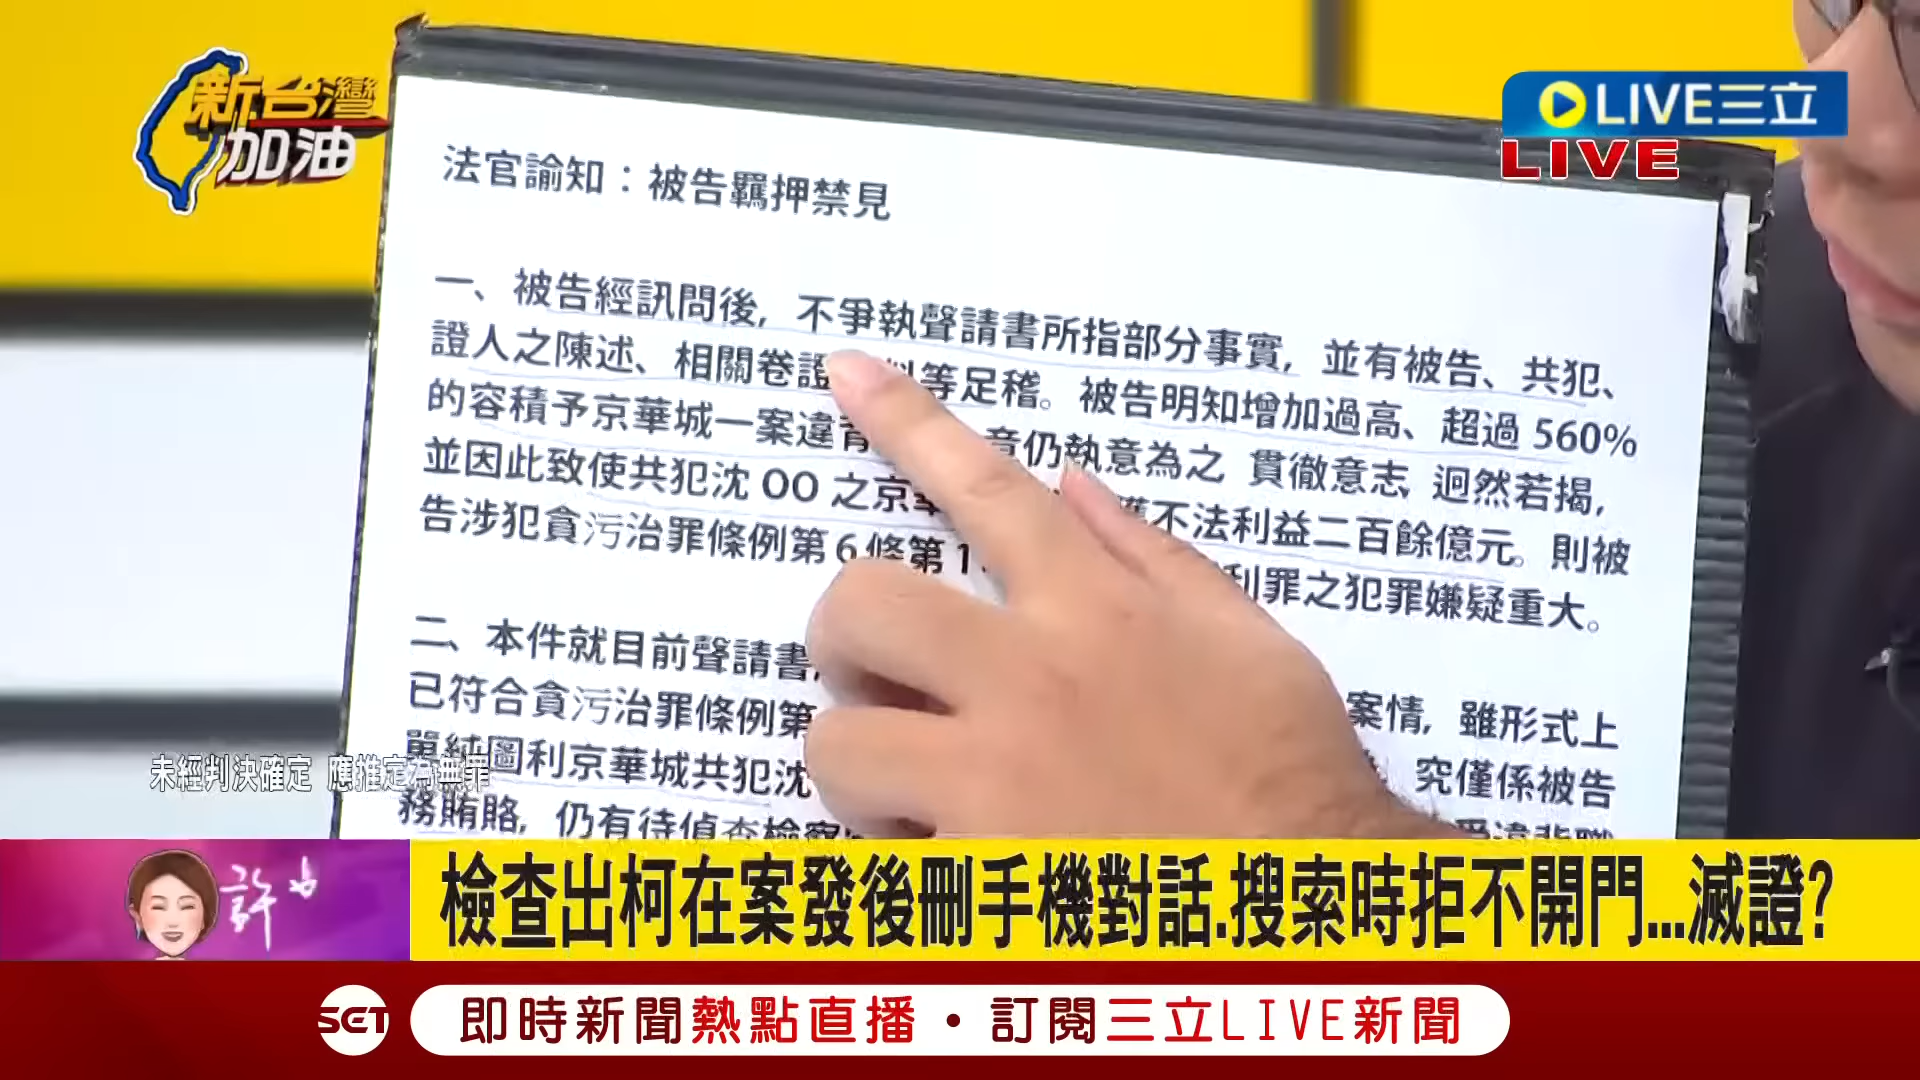 新台灣
加油
LIVE三立
LIVE
法官諭知：被告羈押禁見
一、被告經訊問後，不爭執聲請書所指部分事實，並有被告、共犯、
證人之陳述、相關卷證 等足稽。被告明知增加過高、超過 560%
的容積予京華城一案違背 意仍執意為之 貫徹意志 迥然若揭，
並因此致使共犯沈 OO 之京華 不法利益二百餘億元。則被
告涉犯貪污治罪條例第 6 條第 1 利罪之犯罪嫌疑重大。
二、本件就目前聲請書 案情，雖形式上
已符合貪污治罪條例第 究僅係被告
單純圖利京華城共犯沈
務賄賂，仍有待偵查檢察
未經判決確定 應推定為無罪
檢查出柯在案發後刪手機對話.搜索時拒不開門...滅證?
SET
即時新聞熱點直播・訂閱三立LIVE新聞